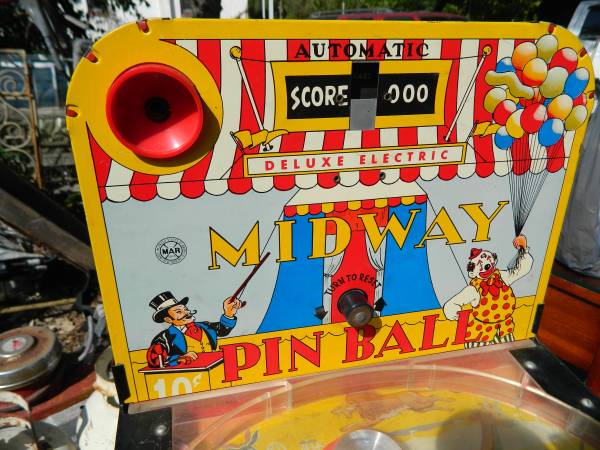 AUTOMATIC
SCORE 000
DELUXE ELECTRIC
MIDWAY
MAR
TURN TO RESET
PIN BALL
10¢